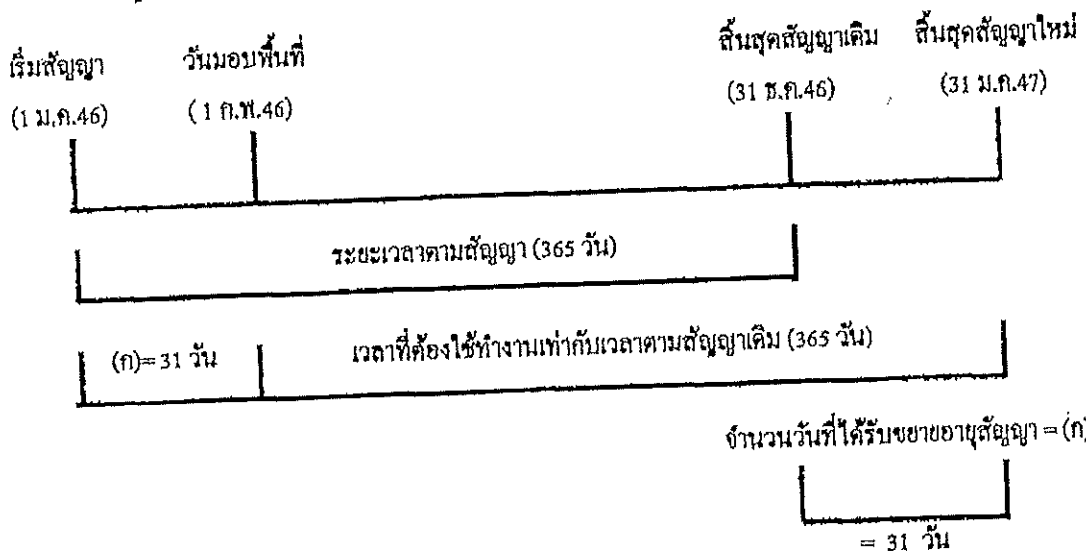 เริ่มสัญญา
(1 ม.ค.46)
วันมอบพื้นที่
(1 ก.พ.46)
สิ้นสุดสัญญาเดิม
(31 ธ.ค.46)
สิ้นสุดสัญญาใหม่
(31 ม.ค.47)
ระยะเวลาตามสัญญา (365 วัน)
(ก)= 31 วัน
เวลาที่ต้องใช้ทำงานเท่ากับเวลาตามสัญญาเดิม (365 วัน)
จำนวนวันที่ได้รับขยายอายุสัญญา = (ก)
= 31 วัน